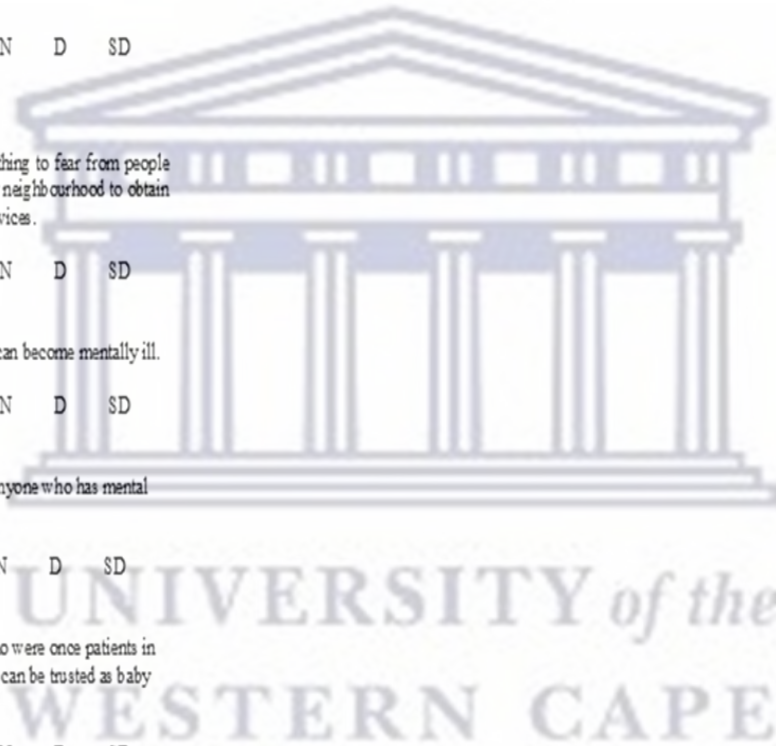 N D SD
thing to fear from people
neighbourhood to obtain
vices.
N D SD
can become mentally ill.
N D SD
nyone who has mental
N D SD
o were once patients in
can be trusted as baby
UNIVERSITY of the
WESTERN CAPE